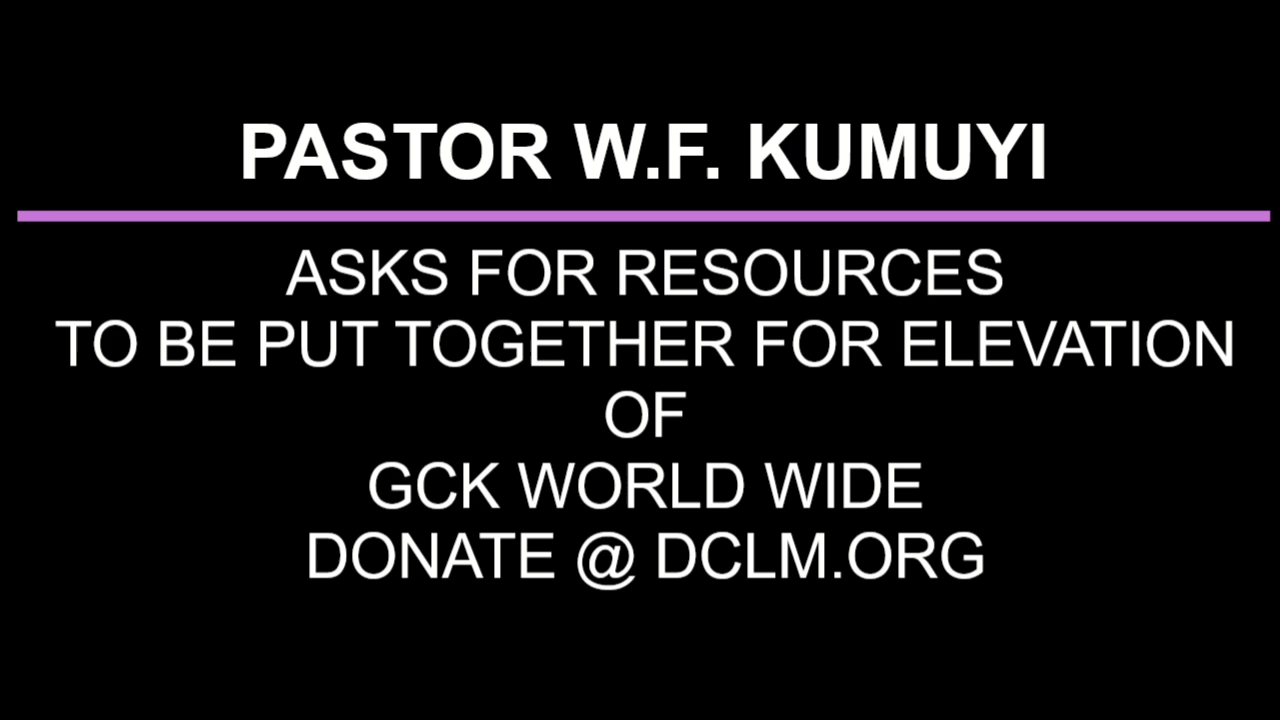 PASTOR W.F. KUMUYI
ASKS FOR RESOURCES
TO BE PUT TOGETHER FOR ELEVATION
OF
GCK WORLD WIDE
DONATE @ DCLM.ORG